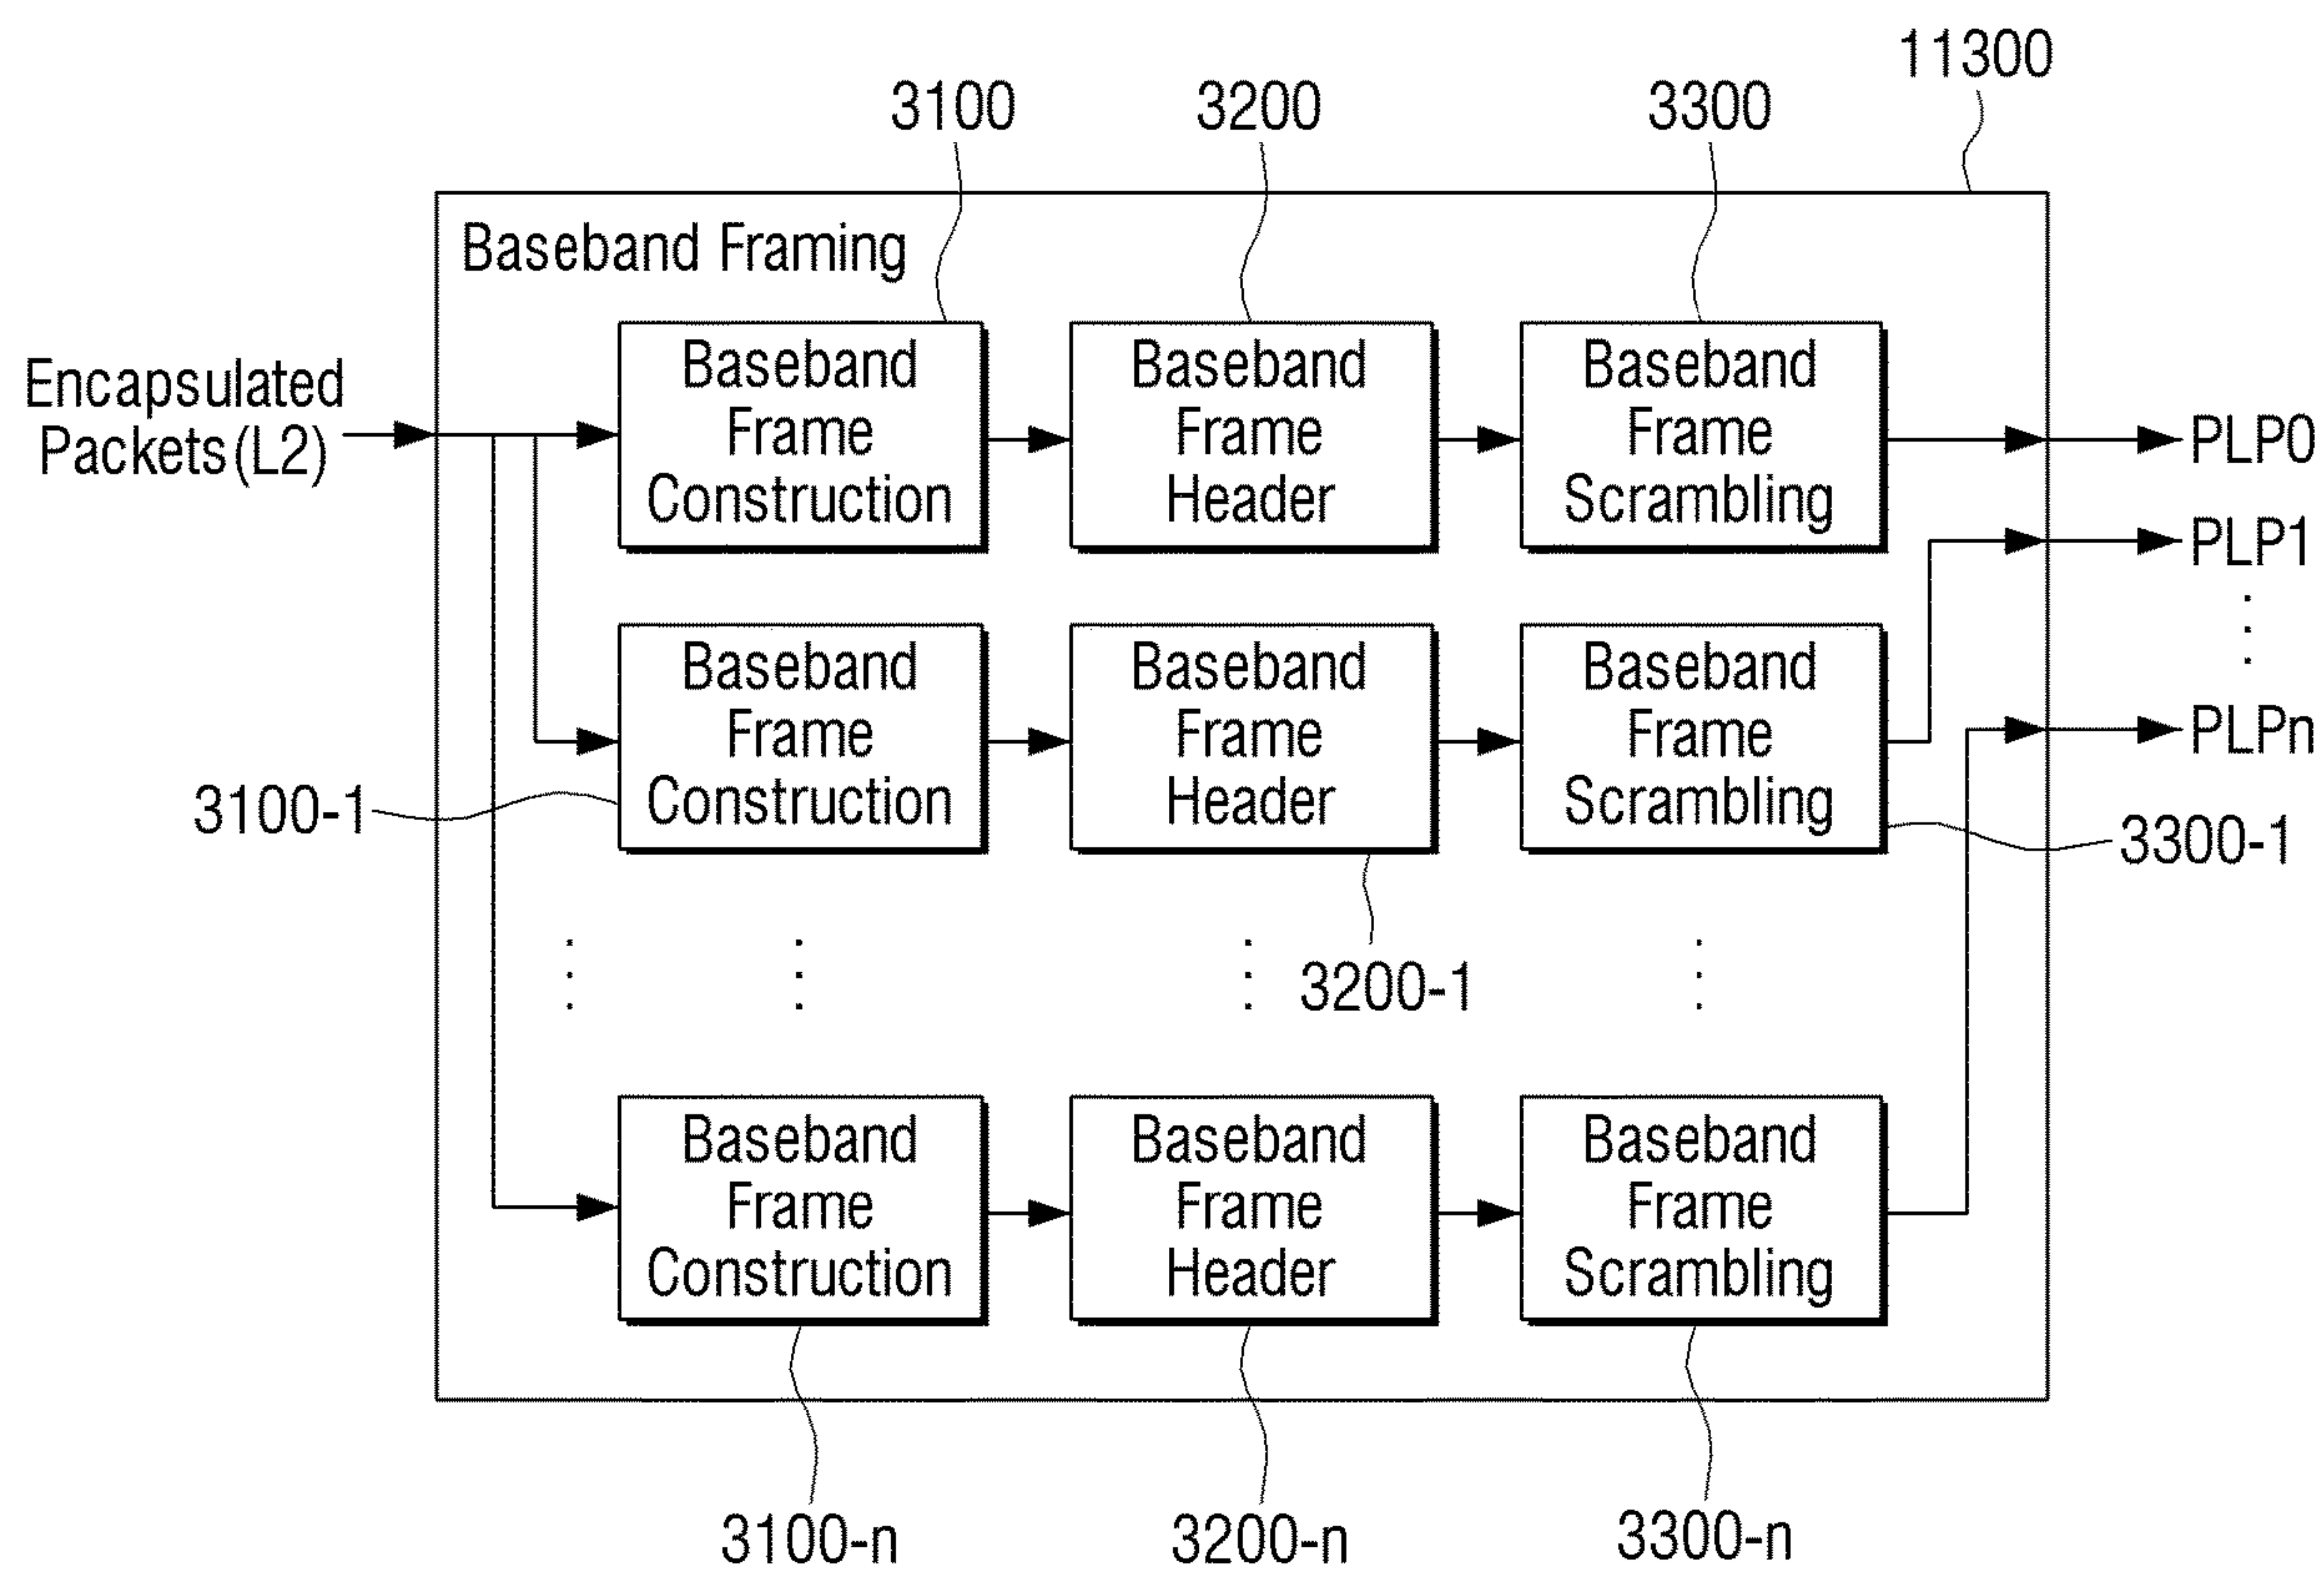 11300
3100 3200 3300
Baseband Framing
Encapsulated
Packets(L2)
Baseband
Frame
Construction
Baseband
Frame
Header
Baseband
Frame
Scrambling
PLP0
PLP1
PLPn
Baseband
Frame
Construction
Baseband
Frame
Header
Baseband
Frame
Scrambling
3100-1
3300-1
3200-1
Baseband
Frame
Construction
Baseband
Frame
Header
Baseband
Frame
Scrambling
3100-n 3200-n 3300-n